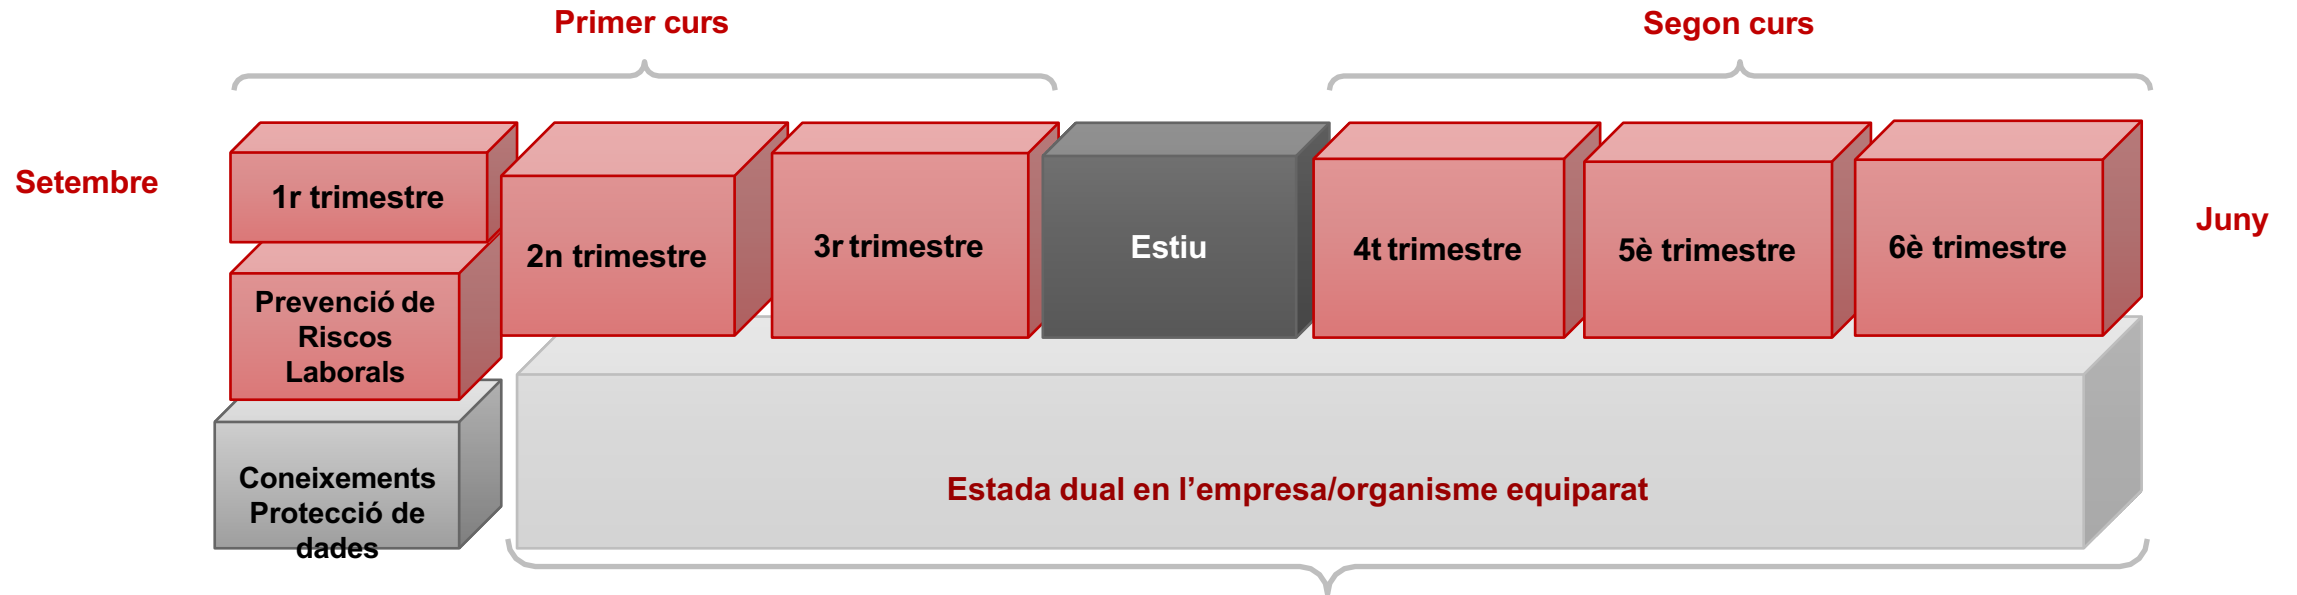 Primer curs
Segon curs
Setembre
1r trimestre
2n trimestre
3r trimestre
Estiu
4t trimestre
5è trimestre
6è trimestre
Juny
Prevenció de
Riscos
Laborals
Coneixements
Protecció de
dades
Estada dual en l’empresa/organisme equiparat